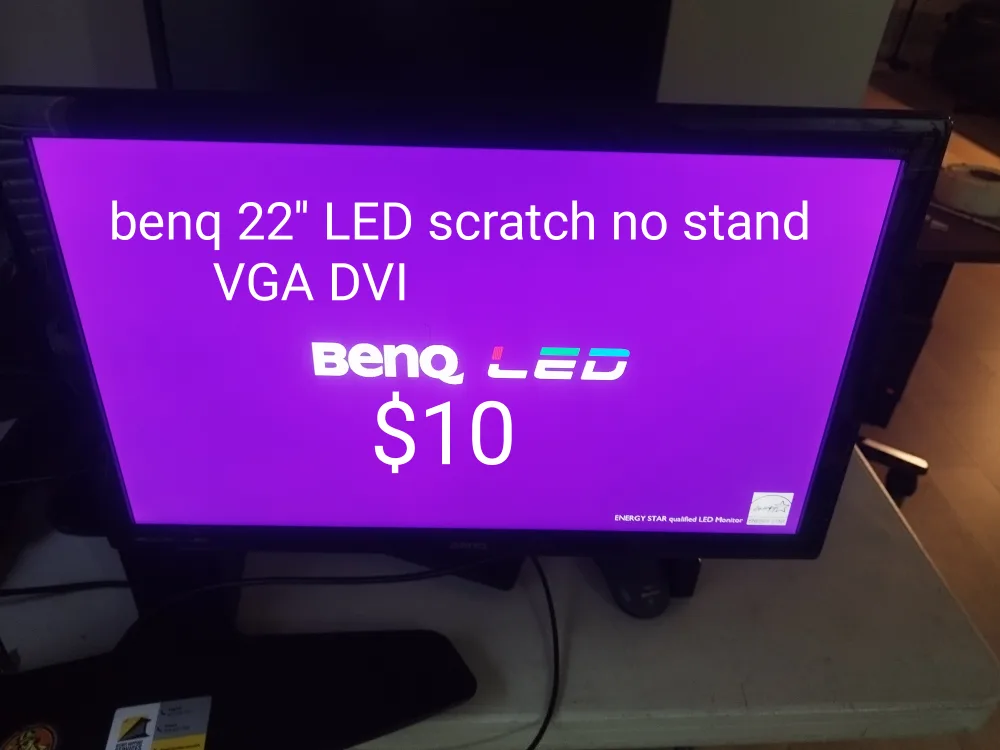 benq 22" LED scratch no stand
VGA DVI
BenQ LED
$10
ENERGY STAR qualified LED Monitor